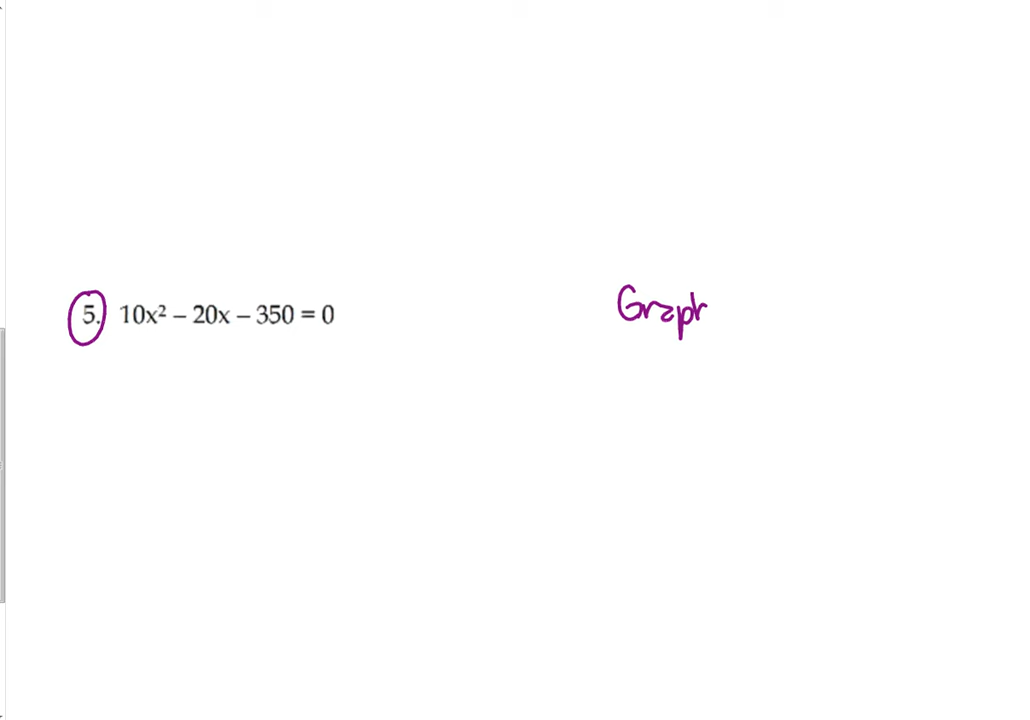 5. 10x² – 20x – 350 = 0 Graph